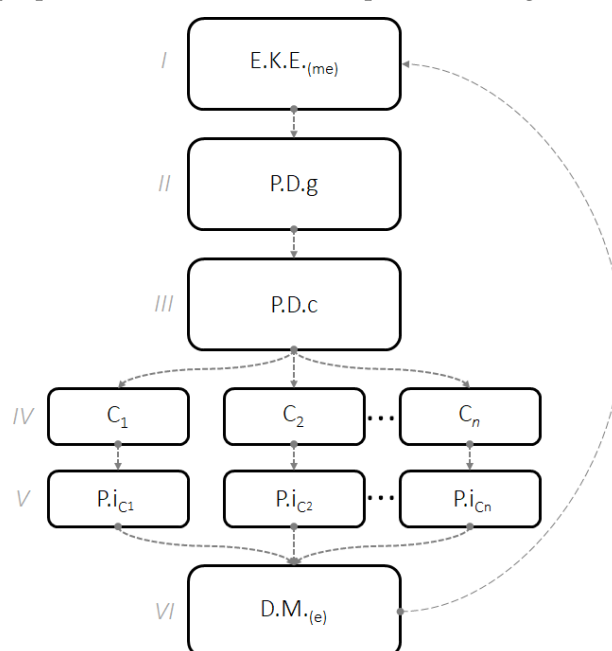 I E.K.E.(me)
II P.D.g
III P.D.c
IV C1 C2 ... Cn
V P.iC1 P.iC2 ... P.iCn
VI D.M.(e)